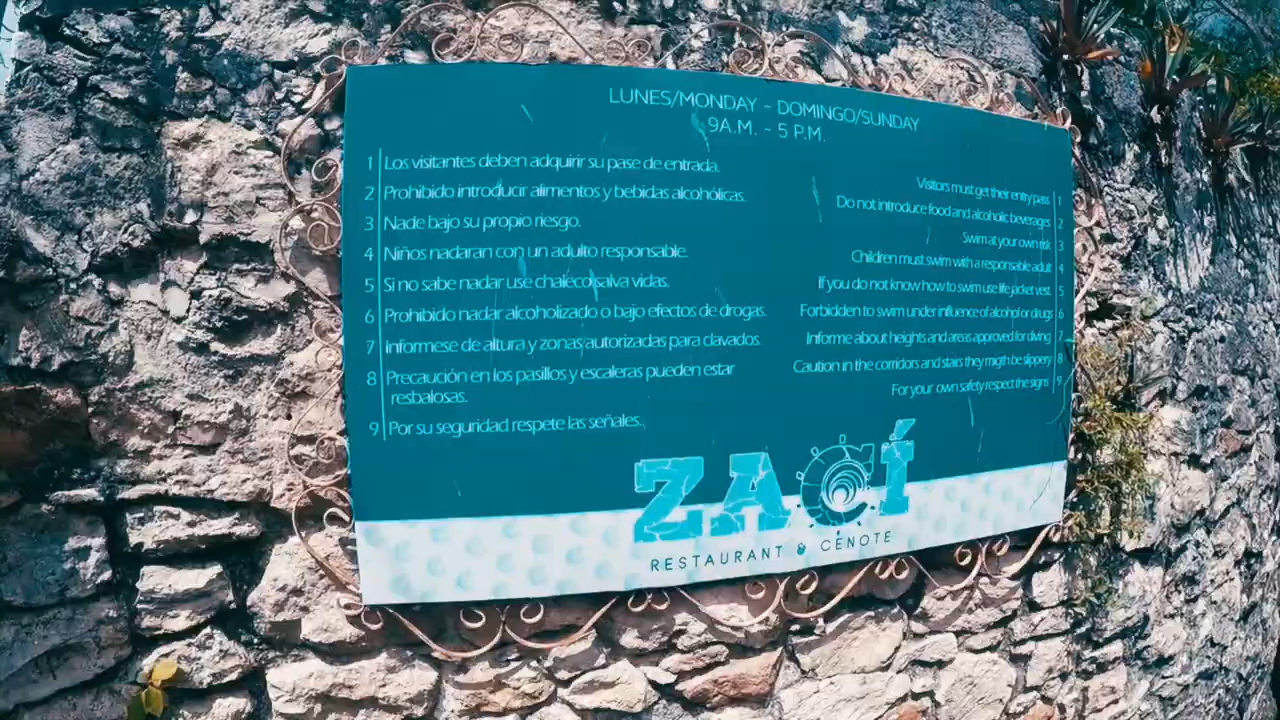 LUNES/MONDAY - DOMINGO/SUNDAY
9A.M. - 5 P.M.
1 Los visitantes deben adquirir su pase de entrada.
2 Prohibido introducir alimentos y bebidas alcohólicas.
3 Nade bajo su propio riesgo.
4 Niños nadaran con un adulto responsable.
5 Si no sabe nadar use chaleco salva vidas.
6 Prohibido nadar alcoholizado o bajo efectos de drogas.
7 informese de altura y zonas autorizadas para clavados
8 Precaución en los pasillos y escaleras pueden estar
resbalosas.
9 Por su seguridad respete las señales.
Visitors must get their entry pass 1
Do not introduce food and alcoholic beverages 2
Swim at your own risk 3
Children must swim with a responsable adult 4
If you do not know how to swim use life jacket vest. 5
Forbidden to swim under influence of alcohol or drugs 6
Informe about heights and areas approved for diving 7
Caution in the corridors and stairs they migth be slippery 8
For your own safety respect the signs 9
ZACÍ
RESTAURANT & CENOTE